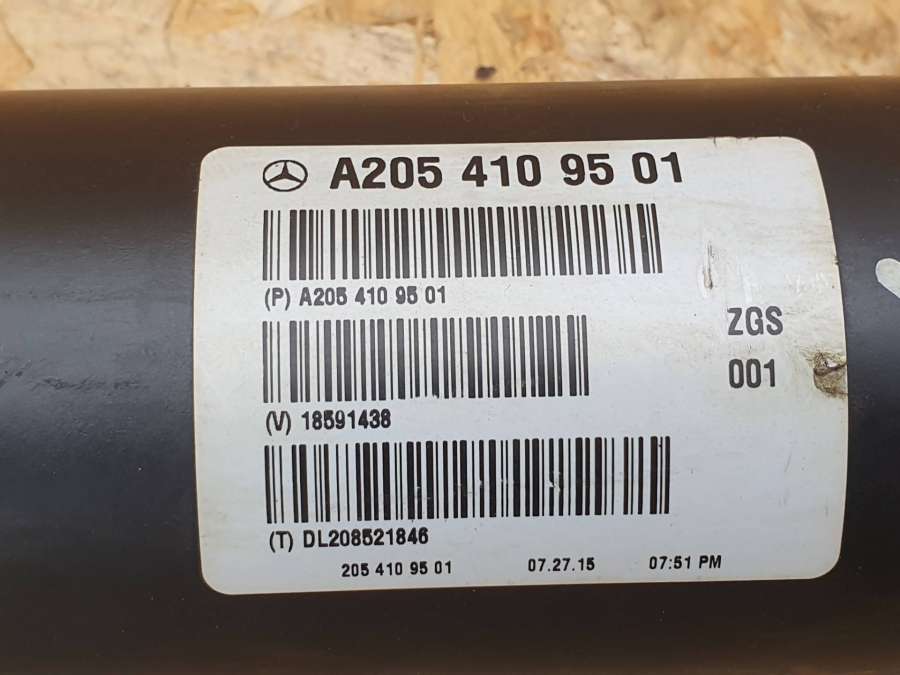 A205 410 95 01
(P) A205 410 95 01
ZGS
001
(V) 18591438
(T) DL208521846
205 410 95 01 07.27.15 07:51 PM